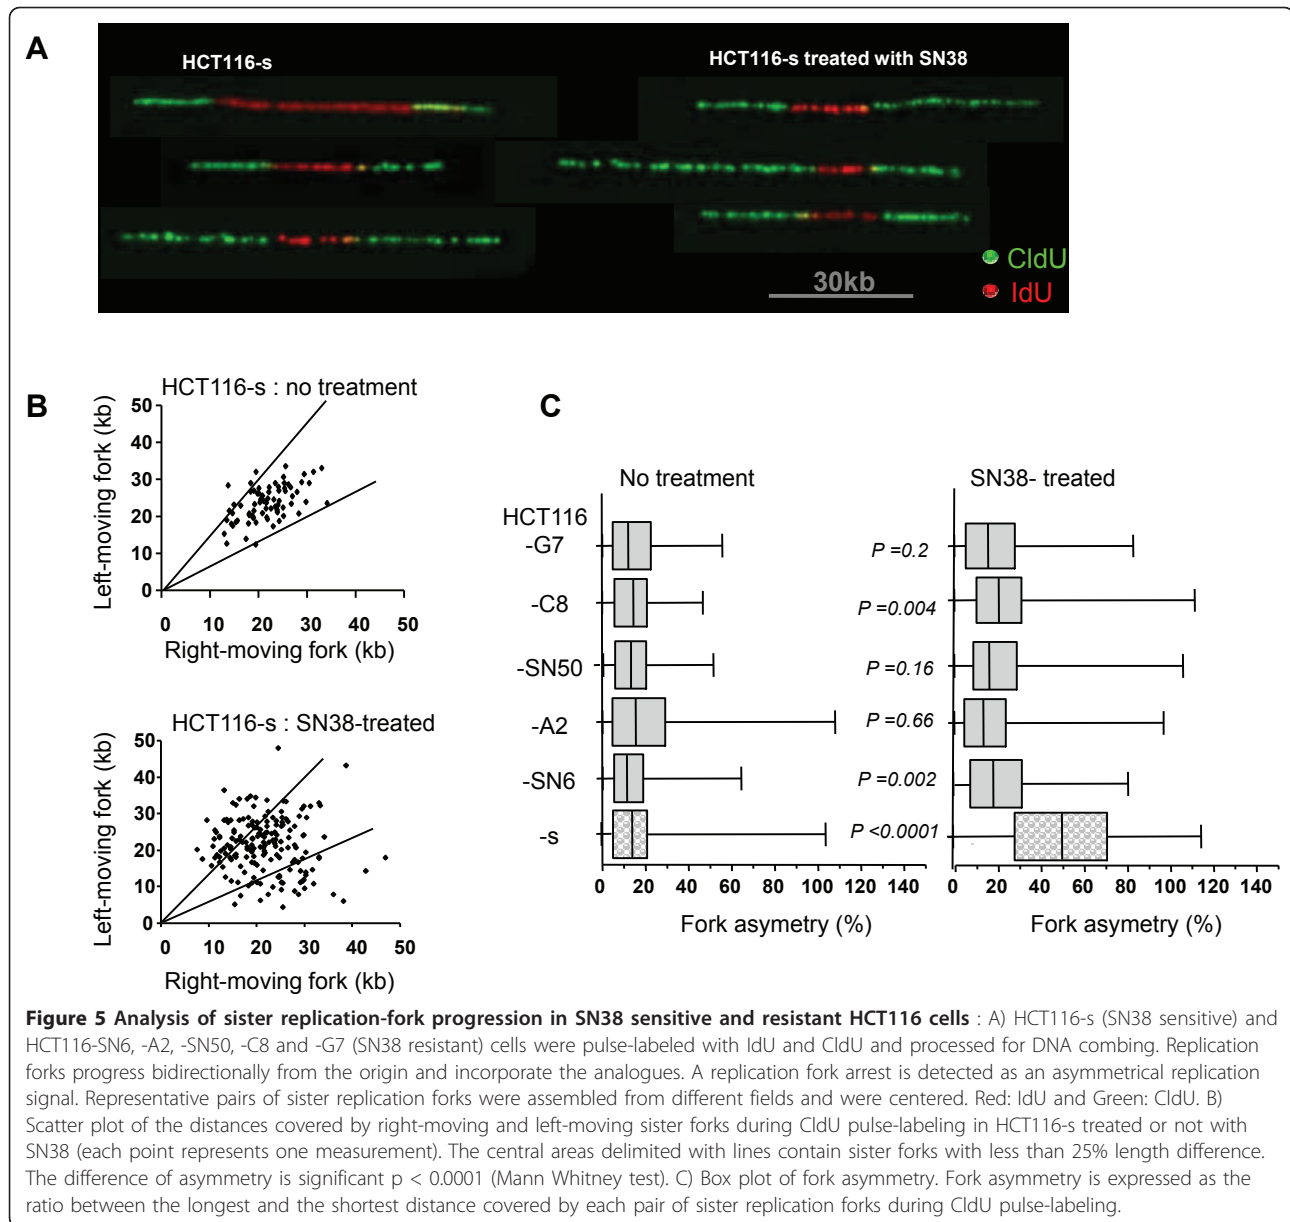 A
HCT116-s
HCT116-s treated with SN38
CldU
IdU
30kb
B
HCT116-s : no treatment
50
40
30
20
10
0
Left-moving fork (kb)
0 10 20 30 40 50
Right-moving fork (kb)
HCT116-s : SN38-treated
50
40
30
20
10
0
Left-moving fork (kb)
0 10 20 30 40 50
Right-moving fork (kb)
C
No treatment
SN38- treated
HCT116
-G7
-C8
-SN50
-A2
-SN6
-s
0 20 40 60 80 100 120 140
Fork asymetry (%)
P =0.2
P =0.004
P =0.16
P =0.66
P =0.002
P <0.0001
0 20 40 60 80 100 120 140
Fork asymetry (%)
Figure 5 Analysis of sister replication-fork progression in SN38 sensitive and resistant HCT116 cells : A) HCT116-s (SN38 sensitive) and
HCT116-SN6, -A2, -SN50, -C8 and -G7 (SN38 resistant) cells were pulse-labeled with IdU and CldU and processed for DNA combing. Replication
forks progress bidirectionally from the origin and incorporate the analogues. A replication fork arrest is detected as an asymmetrical replication
signal. Representative pairs of sister replication forks were assembled from different fields and were centered. Red: IdU and Green: CldU. B)
Scatter plot of the distances covered by right-moving and left-moving sister forks during CldU pulse-labeling in HCT116-s treated or not with
SN38 (each point represents one measurement). The central areas delimited with lines contain sister forks with less than 25% length difference.
The difference of asymmetry is significant p < 0.0001 (Mann Whitney test). C) Box plot of fork asymmetry. Fork asymmetry is expressed as the
ratio between the longest and the shortest distance covered by each pair of sister replication forks during CldU pulse-labeling.